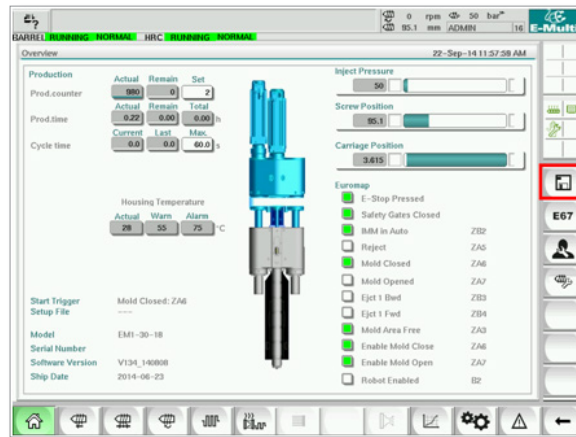 0 rpm 50 bar"
85.1 mm ADMIN 16 E-Multi
BARREL RUNNING NORMAL HRC RUNNING NORMAL
Overview 22-Sep-14 11:57:58 AM
Production Actual Remain Set
Prod.counter 980 0 2
Actual Remain Total
Prod.time 0.22 0.00 0.00 h
Current Last Max.
Cycle time 0.0 0.0 60.0 s
Inject Pressure
50
Screw Position
85.1
Carriage Position
3.615
Housing Temperature
Actual Warn Alarm
28 55 75 °C
Euromap
E-Stop Pressed
Safety Gates Closed
IMM in Auto ZB2
Reject ZA5
Mold Closed ZA6
Mold Opened ZA7
Ejct 1 Bwd ZB3
Ejct 1 Fwd ZB4
Mold Area Free ZA3
Enable Mold Close ZA6
Enable Mold Open ZA7
Robot Enabled B2
Start Trigger Mold Closed: ZA6
Setup File ---
Model EM1-30-18
Serial Number
Software Version V134_140808
Ship Date 2014-06-23
E67